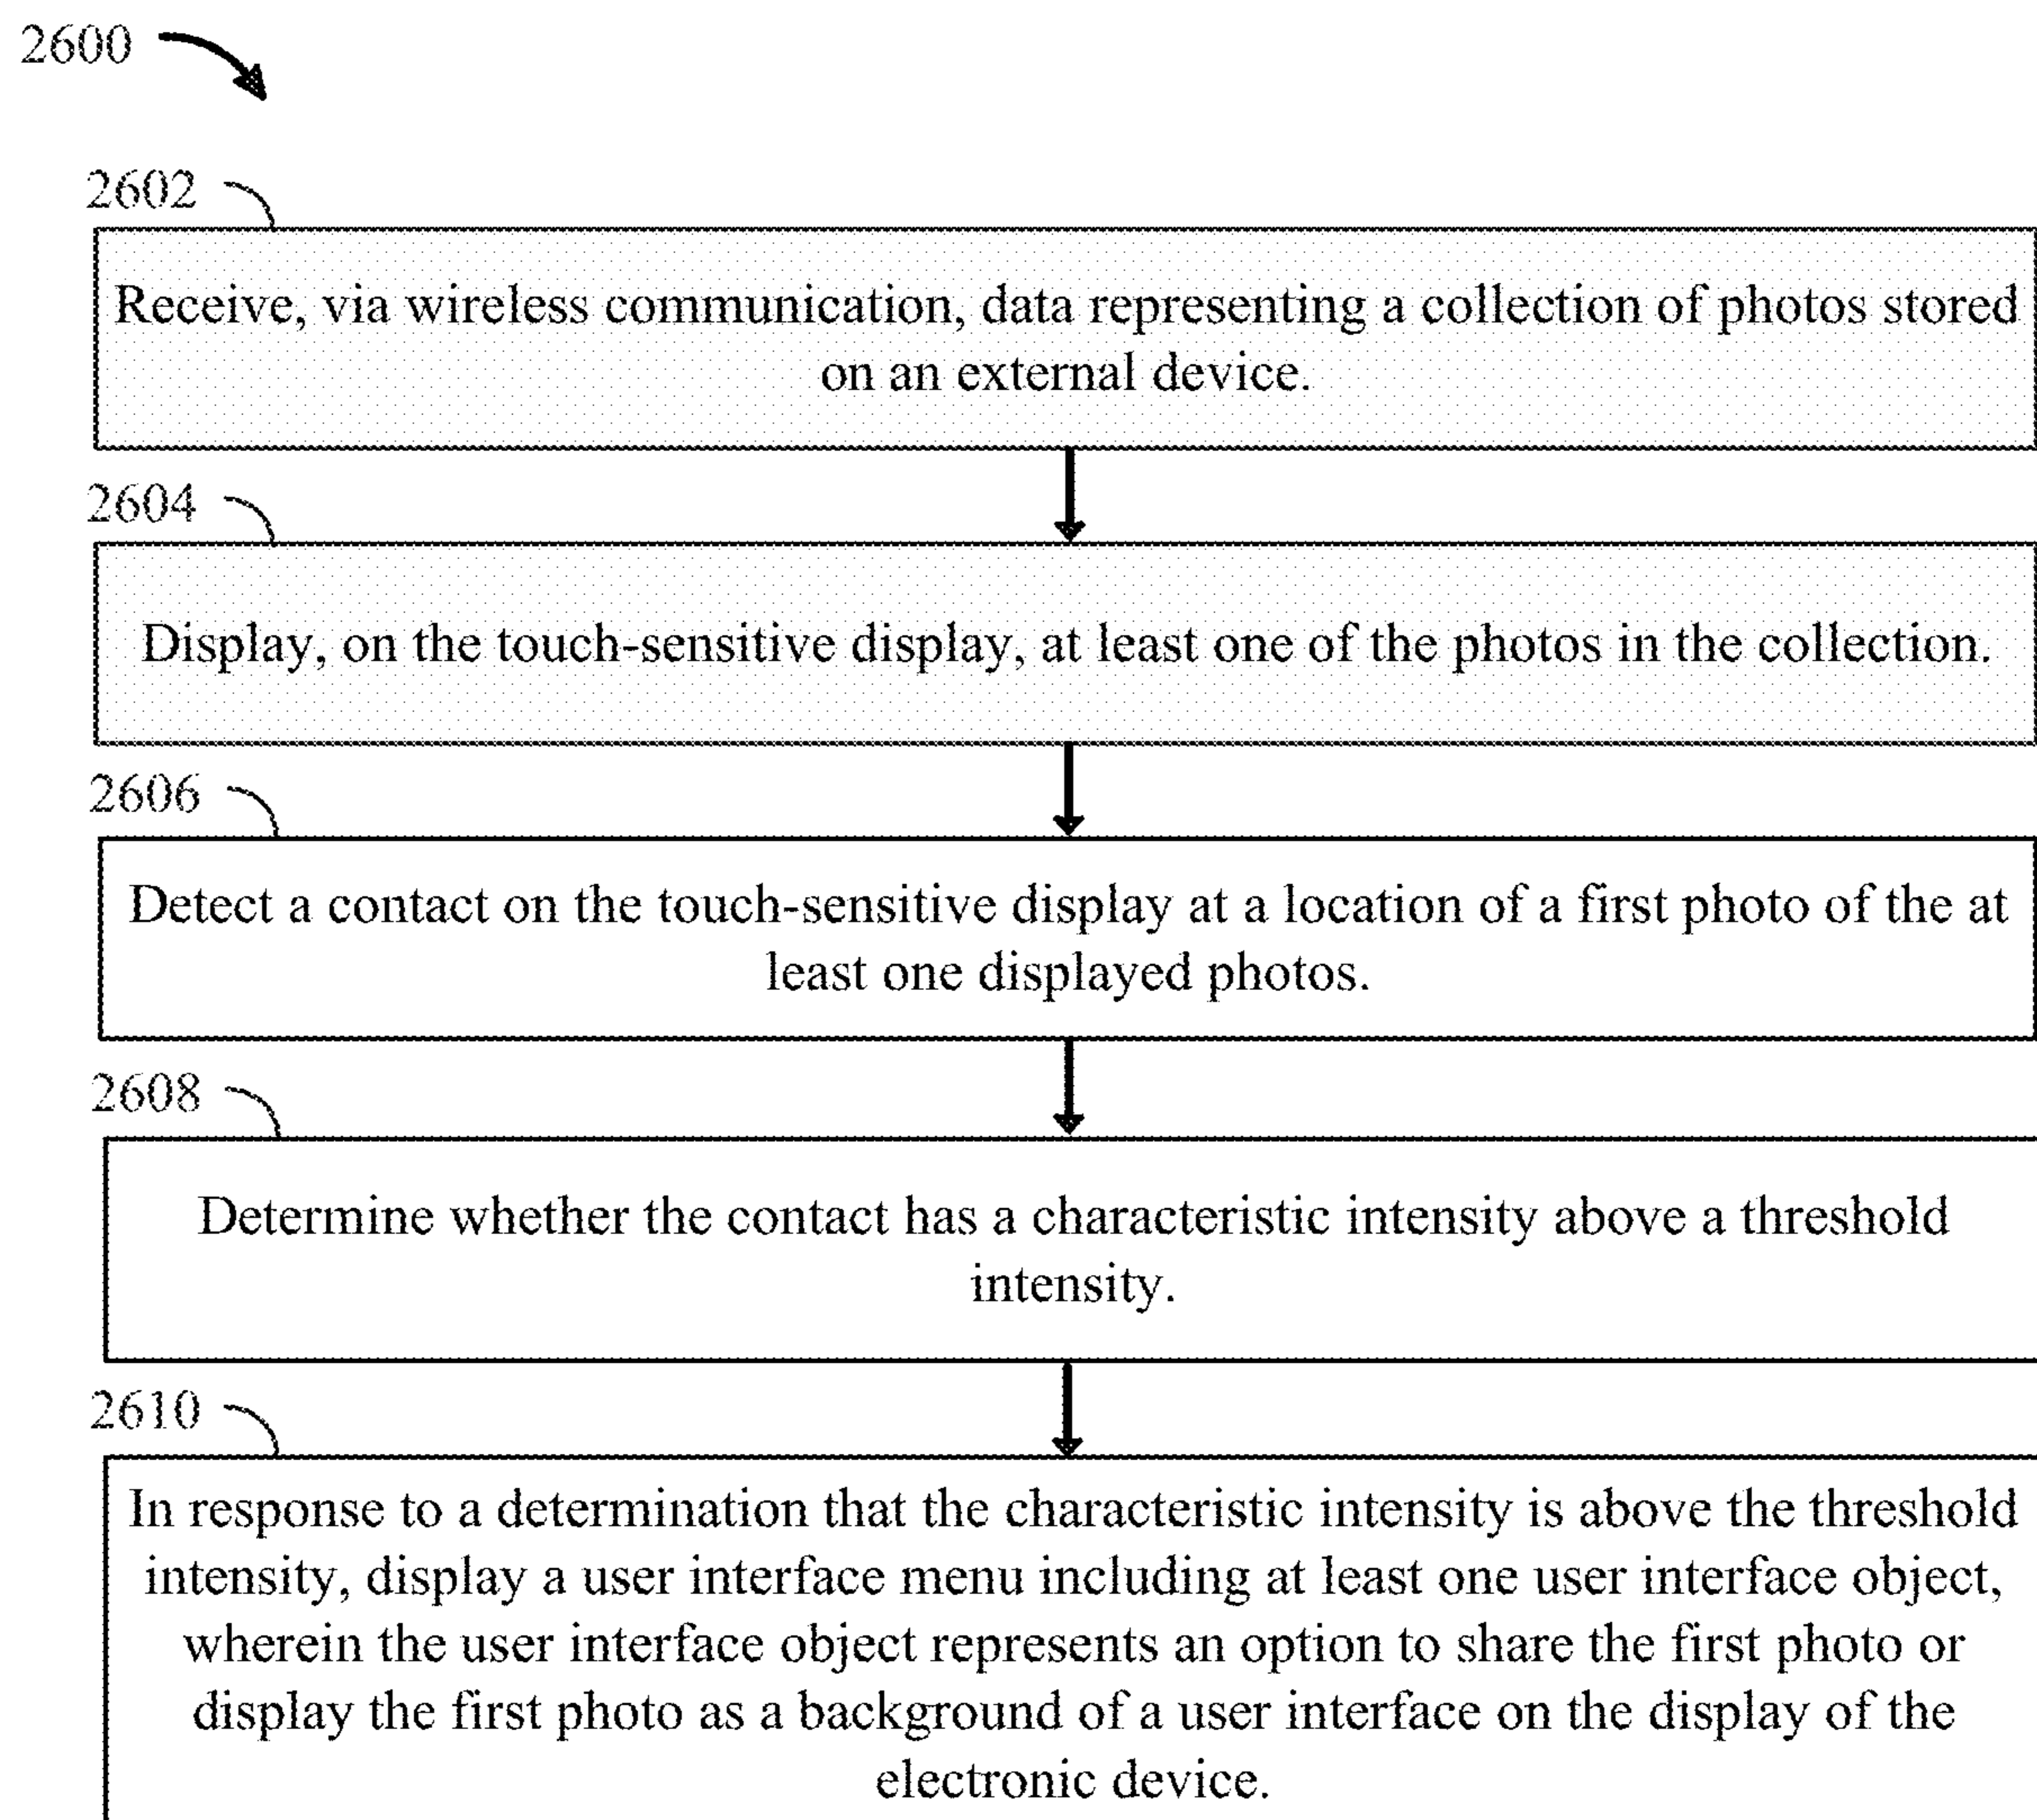 2600
2602
Receive, via wireless communication, data representing a collection of photos stored
on an external device.
2604
Display, on the touch-sensitive display, at least one of the photos in the collection.
2606
Detect a contact on the touch-sensitive display at a location of a first photo of the at
least one displayed photos.
2608
Determine whether the contact has a characteristic intensity above a threshold
intensity.
2610
In response to a determination that the characteristic intensity is above the threshold
intensity, display a user interface menu including at least one user interface object,
wherein the user interface object represents an option to share the first photo or
display the first photo as a background of a user interface on the display of the
electronic device.